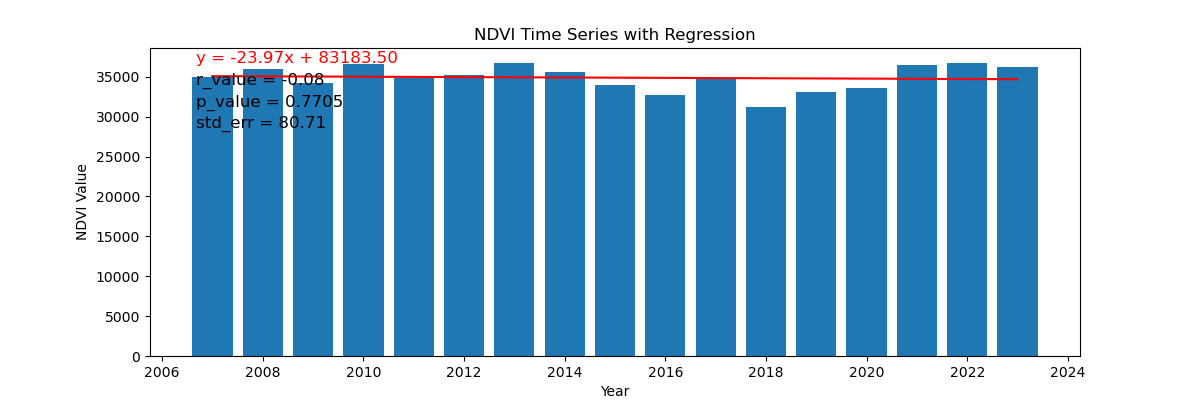 NDVI Time Series with Regression
y = -23.97x + 83183.50
r_value = -0.08
p_value = 0.7705
std_err = 80.71
35000
30000
25000
20000
15000
10000
5000
0
NDVI Value
2006 2008 2010 2012 2014 2016 2018 2020 2022 2024
Year